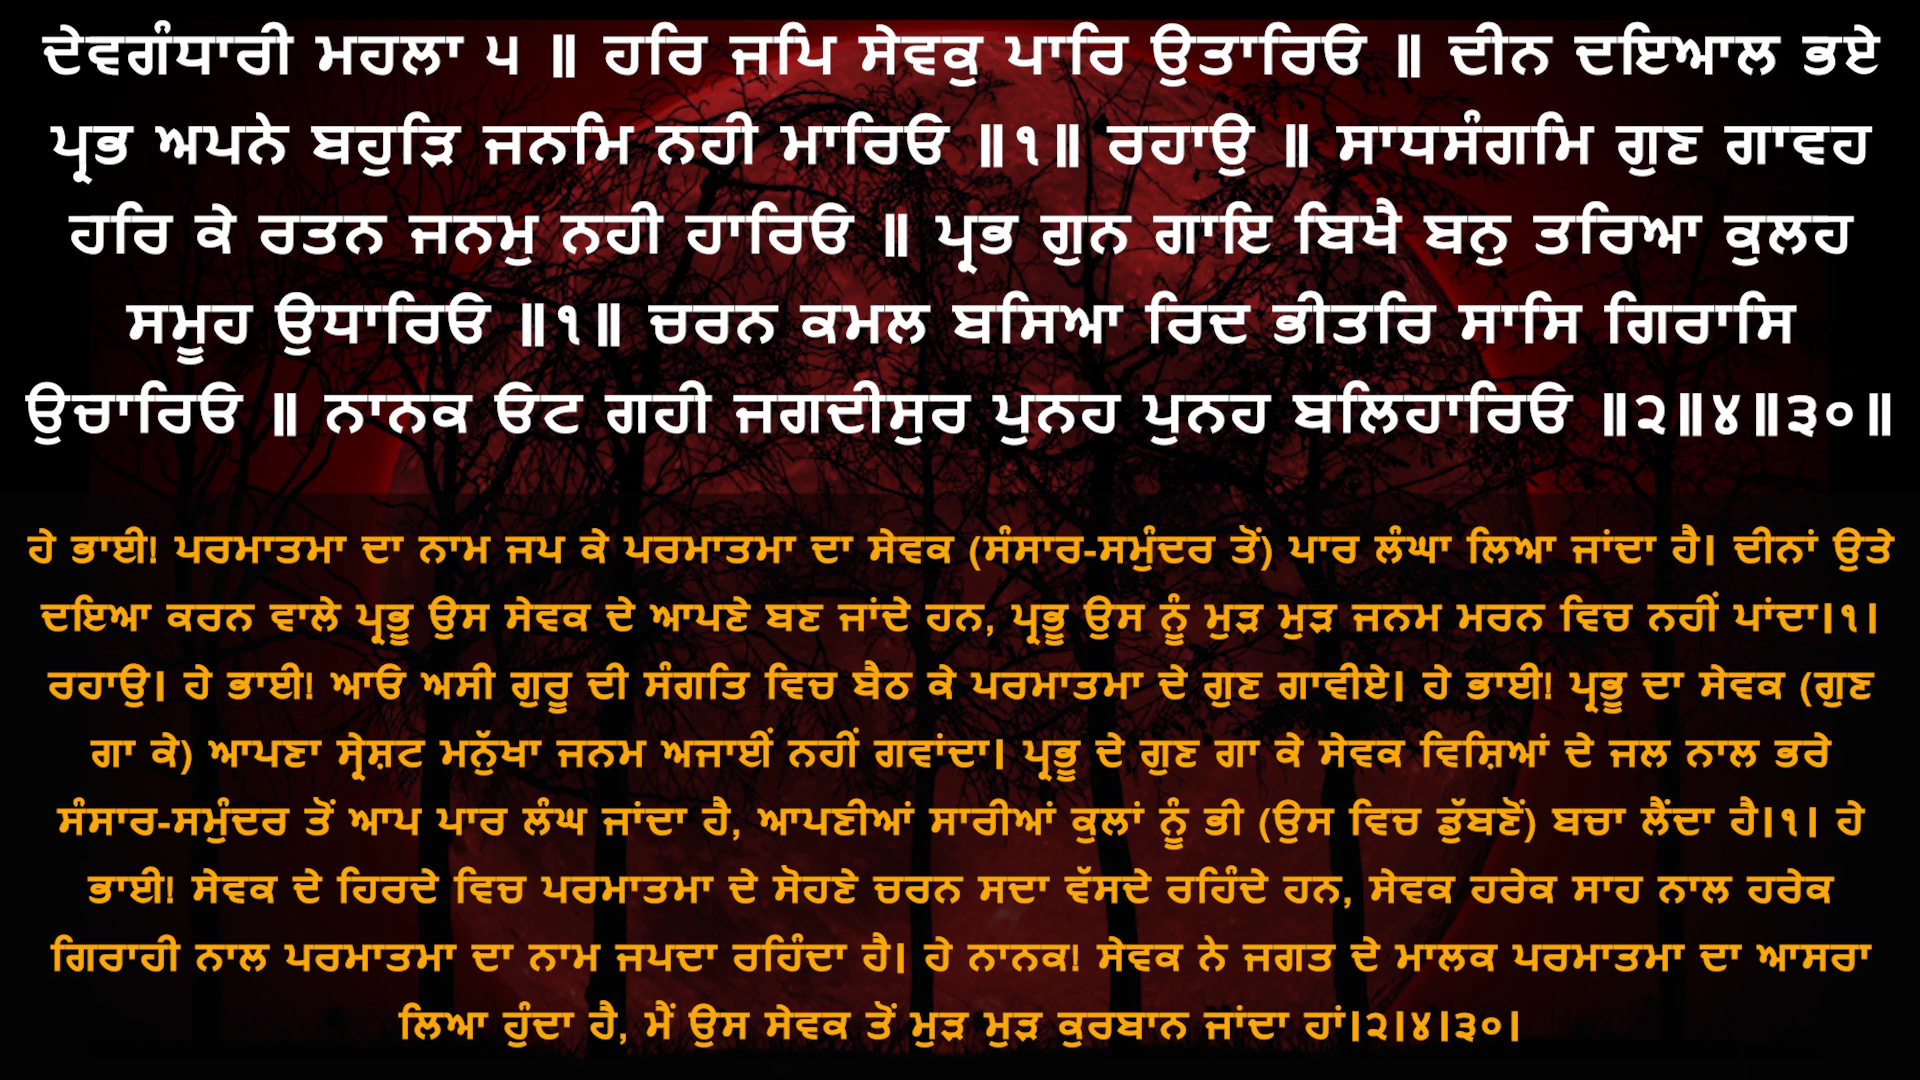 ਦੇਵਗੰਧਾਰੀ ਮਹਲਾ ੫ ॥ ਹਰਿ ਜਪਿ ਸੇਵਕੁ ਪਾਰਿ ਉਤਾਰਿਓ ॥ ਦੀਨ ਦਇਆਲ ਭਏ
ਪ੍ਰਭ ਅਪਨੇ ਬਹੁੜਿ ਜਨਮਿ ਨਹੀ ਮਾਰਿਓ ॥੧॥ ਰਹਾਉ ॥ ਸਾਧਸੰਗਮਿ ਗੁਣ ਗਾਵਹ
ਹਰਿ ਕੇ ਰਤਨ ਜਨਮੁ ਨਹੀ ਹਾਰਿਓ ॥ ਪ੍ਰਭ ਗੁਨ ਗਾਇ ਬਿਖੈ ਬਨੁ ਤਰਿਆ ਕੁਲਹ
ਸਮੂਹ ਉਧਾਰਿਓ ॥੧॥ ਚਰਨ ਕਮਲ ਬਸਿਆ ਰਿਦ ਭੀਤਰਿ ਸਾਸਿ ਗਿਰਾਸਿ
ਉਚਾਰਿਓ ॥ ਨਾਨਕ ਓਟ ਗਹੀ ਜਗਦੀਸੁਰ ਪੁਨਹ ਪੁਨਹ ਬਲਿਹਾਰਿਓ ॥੨॥੪॥੩੦॥
ਹੇ ਭਾਈ! ਪਰਮਾਤਮਾ ਦਾ ਨਾਮ ਜਪ ਕੇ ਪਰਮਾਤਮਾ ਦਾ ਸੇਵਕ (ਸੰਸਾਰ-ਸਮੁੰਦਰ ਤੋਂ) ਪਾਰ ਲੰਘਾ ਲਿਆ ਜਾਂਦਾ ਹੈ। ਦੀਨਾਂ ਉਤੇ
ਦਇਆ ਕਰਨ ਵਾਲੇ ਪ੍ਰਭੂ ਉਸ ਸੇਵਕ ਦੇ ਆਪਣੇ ਬਣ ਜਾਂਦੇ ਹਨ, ਪ੍ਰਭੂ ਉਸ ਨੂੰ ਮੁੜ ਮੁੜ ਜਨਮ ਮਰਨ ਵਿਚ ਨਹੀਂ ਪਾਂਦਾ।੧।
ਰਹਾਉ। ਹੇ ਭਾਈ! ਆਓ ਅਸੀ ਗੁਰੂ ਦੀ ਸੰਗਤਿ ਵਿਚ ਬੈਠ ਕੇ ਪਰਮਾਤਮਾ ਦੇ ਗੁਣ ਗਾਵੀਏ। ਹੇ ਭਾਈ! ਪ੍ਰਭੂ ਦਾ ਸੇਵਕ (ਗੁਣ
ਗਾ ਕੇ) ਆਪਣਾ ਸ੍ਰੇਸ਼ਟ ਮਨੁੱਖਾ ਜਨਮ ਅਜਾਈਂ ਨਹੀਂ ਗਵਾਂਦਾ। ਪ੍ਰਭੂ ਦੇ ਗੁਣ ਗਾ ਕੇ ਸੇਵਕ ਵਿਸ਼ਿਆਂ ਦੇ ਜਲ ਨਾਲ ਭਰੇ
ਸੰਸਾਰ-ਸਮੁੰਦਰ ਤੋਂ ਆਪ ਪਾਰ ਲੰਘ ਜਾਂਦਾ ਹੈ, ਆਪਣੀਆਂ ਸਾਰੀਆਂ ਕੁਲਾਂ ਨੂੰ ਭੀ (ਉਸ ਵਿਚ ਡੁੱਬਣੋਂ) ਬਚਾ ਲੈਂਦਾ ਹੈ।੧। ਹੇ
ਭਾਈ! ਸੇਵਕ ਦੇ ਹਿਰਦੇ ਵਿਚ ਪਰਮਾਤਮਾ ਦੇ ਸੋਹਣੇ ਚਰਨ ਸਦਾ ਵੱਸਦੇ ਰਹਿੰਦੇ ਹਨ, ਸੇਵਕ ਹਰੇਕ ਸਾਹ ਨਾਲ ਹਰੇਕ
ਗਿਰਾਹੀ ਨਾਲ ਪਰਮਾਤਮਾ ਦਾ ਨਾਮ ਜਪਦਾ ਰਹਿੰਦਾ ਹੈ। ਹੇ ਨਾਨਕ! ਸੇਵਕ ਨੇ ਜਗਤ ਦੇ ਮਾਲਕ ਪਰਮਾਤਮਾ ਦਾ ਆਸਰਾ
ਲਿਆ ਹੁੰਦਾ ਹੈ, ਮੈਂ ਉਸ ਸੇਵਕ ਤੋਂ ਮੁੜ ਮੁੜ ਕੁਰਬਾਨ ਜਾਂਦਾ ਹਾਂ।੨।੪।੩੦।